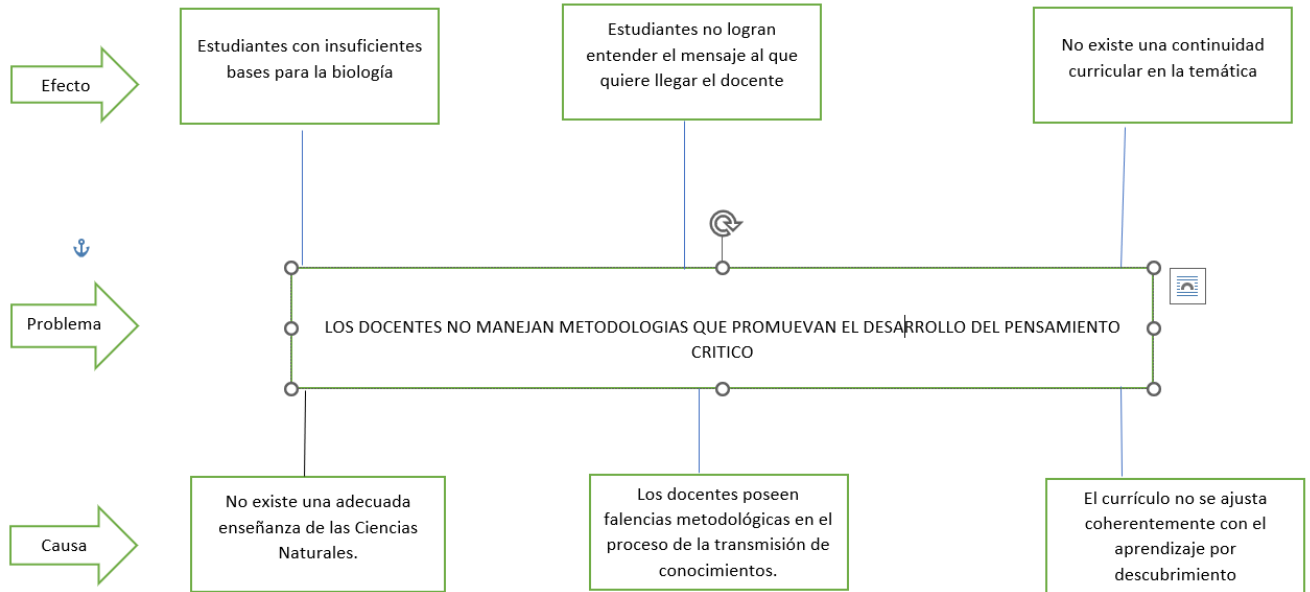 Efecto
Estudiantes con insuficientes
bases para la biología
Estudiantes no logran
entender el mensaje al que
quiere llegar el docente
No existe una continuidad
curricular en la temática
Problema
LOS DOCENTES NO MANEJAN METODOLOGIAS QUE PROMUEVAN EL DESARROLLO DEL PENSAMIENTO
CRITICO
Causa
No existe una adecuada
enseñanza de las Ciencias
Naturales.
Los docentes poseen
falencias metodológicas en el
proceso de la transmisión de
conocimientos.
El currículo no se ajusta
coherentemente con el
aprendizaje por
descubrimiento